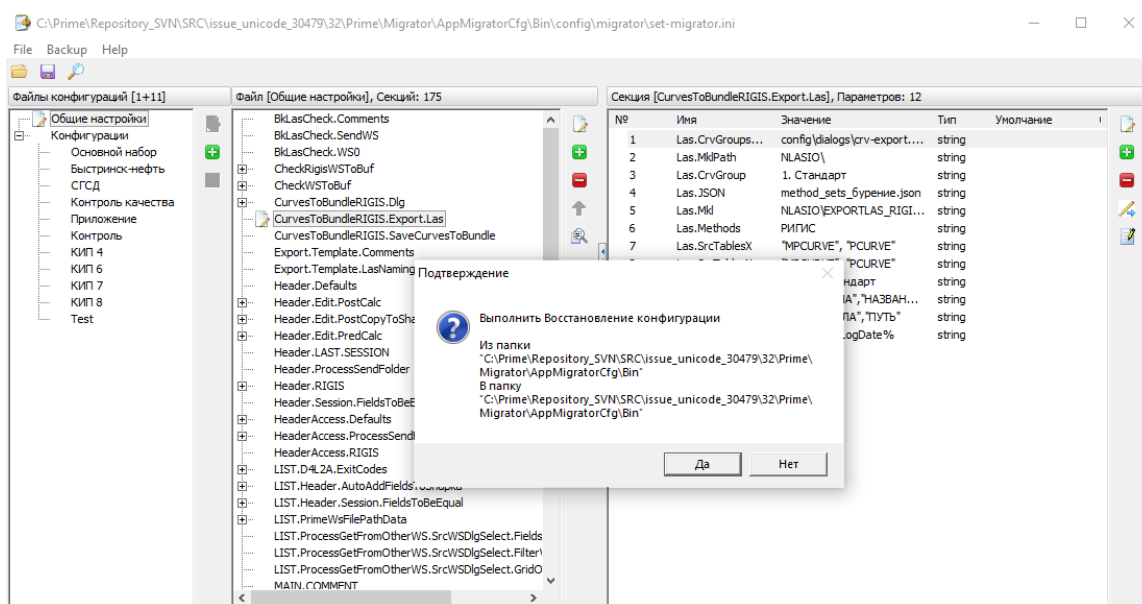 C:\Prime\Repository_SVN\SRC\issue_unicode_30479\32\Prime\Migrator\AppMigratorCfg\Bin\config\migrator\set-migrator.ini
File Backup Help
Файлы конфигураций [1+11]
Общие настройки
Конфигурации
Основной набор
Быстринск-нефть
СГСД
Контроль качества
Приложение
Контроль
КИП 4
КИП 6
КИП 7
КИП 8
Test
Файл [Общие настройки], Секций: 175
BkLasCheck.Comments
BkLasCheck.SendWS
BkLasCheck.WS0
CheckRigisWSToBuf
CheckWSToBuf
CurvesToBundleRIGIS.Dlg
CurvesToBundleRIGIS.Export.Las
CurvesToBundleRIGIS.SaveCurvesToBundle
Export.Template.Comments
Export.Template.LasNaming
Header.Defaults
Header.Edit.PostCalc
Header.Edit.PostCopyToSha
Header.Edit.PredCalc
Header.LAST.SESSION
Header.ProcessSendFolder
Header.RIGIS
Header.Session.FieldsToBeE
HeaderAccess.Defaults
HeaderAccess.ProcessSendF
HeaderAccess.RIGIS
LIST.D4L2A.ExitCodes
LIST.Header.AutoAddFieldsToShapka
LIST.Header.Session.FieldsToBeEqual
LIST.PrimeWsFilePathData
LIST.ProcessGetFromOtherWS.SrcWSDlgSelect.Fields
LIST.ProcessGetFromOtherWS.SrcWSDlgSelect.Filter
LIST.ProcessGetFromOtherWS.SrcWSDlgSelect.GridO
MAIN.COMMENT
Секция [CurvesToBundleRIGIS.Export.Las], Параметров: 12
№ Имя Значение Тип Умолчание
1 Las.CrvGroups... config\dialogs\crv-export.... string
2 Las.MklPath NLASIO\ string
3 Las.CrvGroup 1. Стандарт string
4 Las.JSON method_sets_бурение.json string
5 Las.Mkl NLASIO\EXPORTLAS_RIGI... string
6 Las.Methods РИГИС string
7 Las.SrcTablesX "MPCURVE", "PCURVE" string
"PCURVE" string
ндарт string
ЛА","НАЗВАН... string
ЛА","ПУТЬ" string
LogDate% string
Подтверждение
Выполнить Восстановление конфигурации
Из папки
"C:\Prime\Repository_SVN\SRC\issue_unicode_30479\32\Prime\
Migrator\AppMigratorCfg\Bin"
В папку
"C:\Prime\Repository_SVN\SRC\issue_unicode_30479\32\Prime\
Migrator\AppMigratorCfg\Bin"
Да Нет